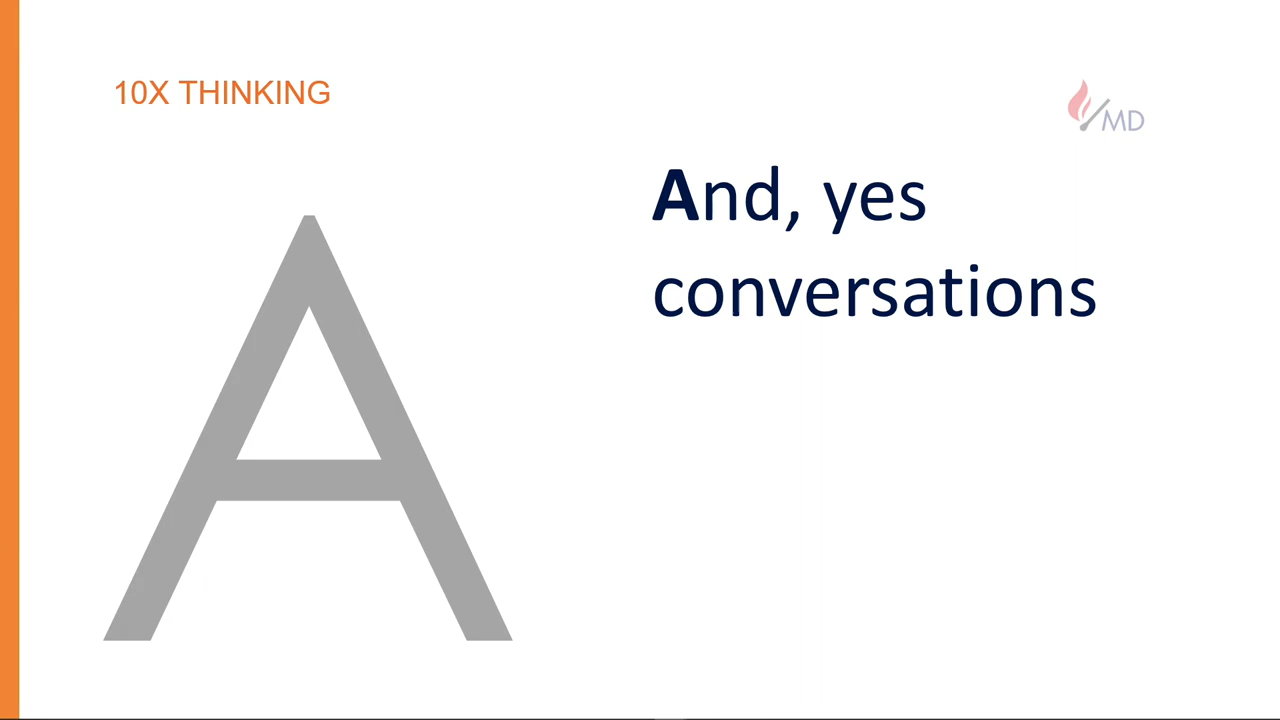 10X THINKING
MD
And, yes
conversations
A